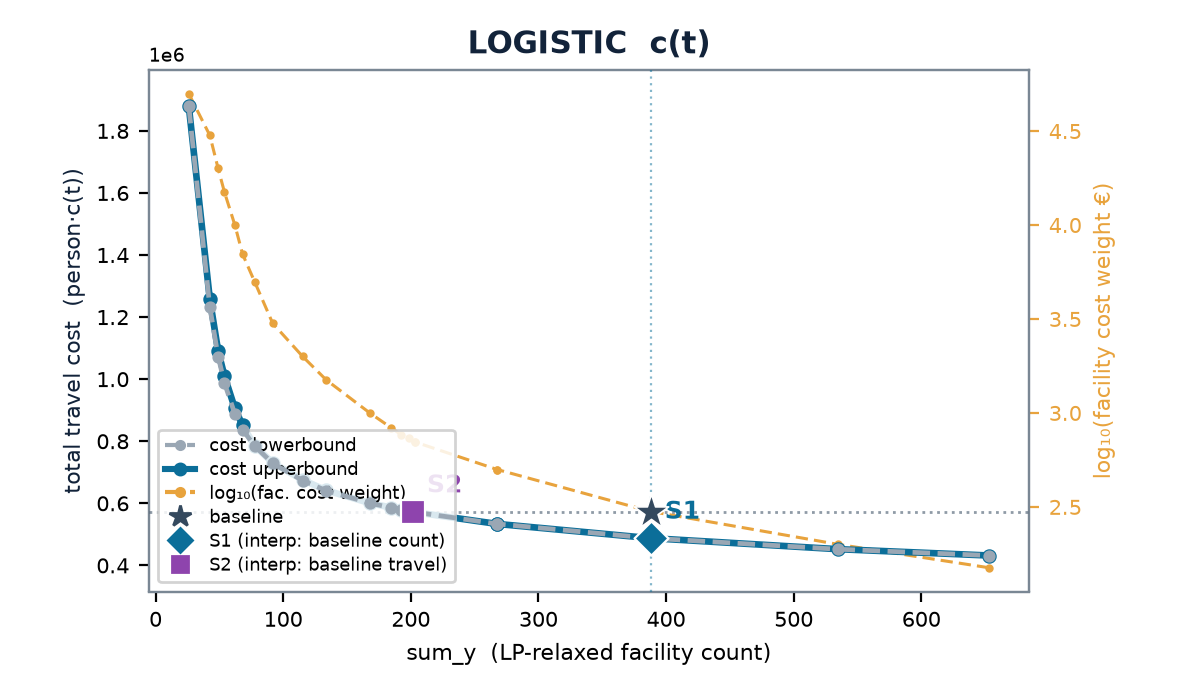 LOGISTIC c(t)
1e6
total travel cost (person·c(t))
1.8
1.6
1.4
1.2
1.0
0.8
0.6
0.4
4.5
4.0
3.5
3.0
2.5
log₁₀(facility cost weight €)
cost lowerbound
cost upperbound
log₁₀(fac. cost weight)
baseline
S1 (interp: baseline count)
S2 (interp: baseline travel)
S2
S1
0
100
200
300
400
500
600
sum_y (LP-relaxed facility count)